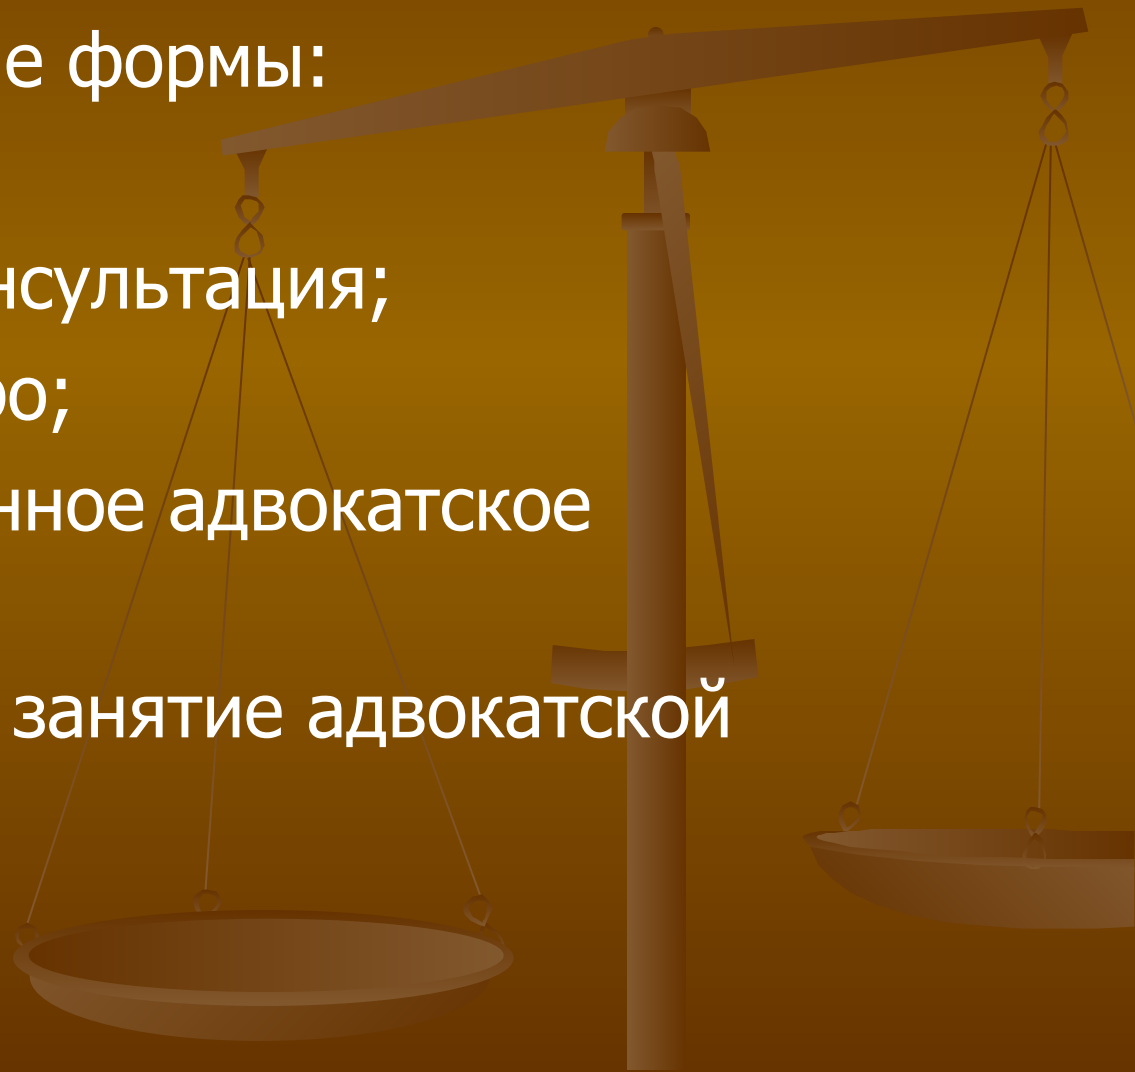 е формы:
нсультация;
ро;
нное адвокатское
занятие адвокатской